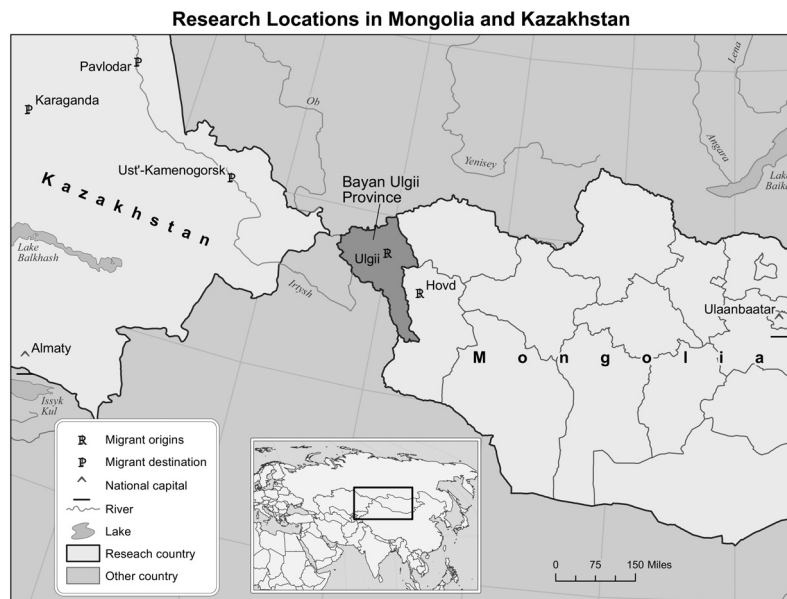 Research Locations in Mongolia and Kazakhstan
Pavlodar
Karaganda
Ob
Lena
Angara
Yenisey
Lake
Baikal
Ust'-Kamenogorsk
Kazakhstan
Bayan Ulgii
Province
Ulgii
Lake
Balkhash
Irtysh
Hovd
Ulaanbaatar
Almaty
Mongolia
Issyk
Kul
Migrant origins
Migrant destination
National capital
River
Lake
Reseach country
Other country
0 75 150 Miles